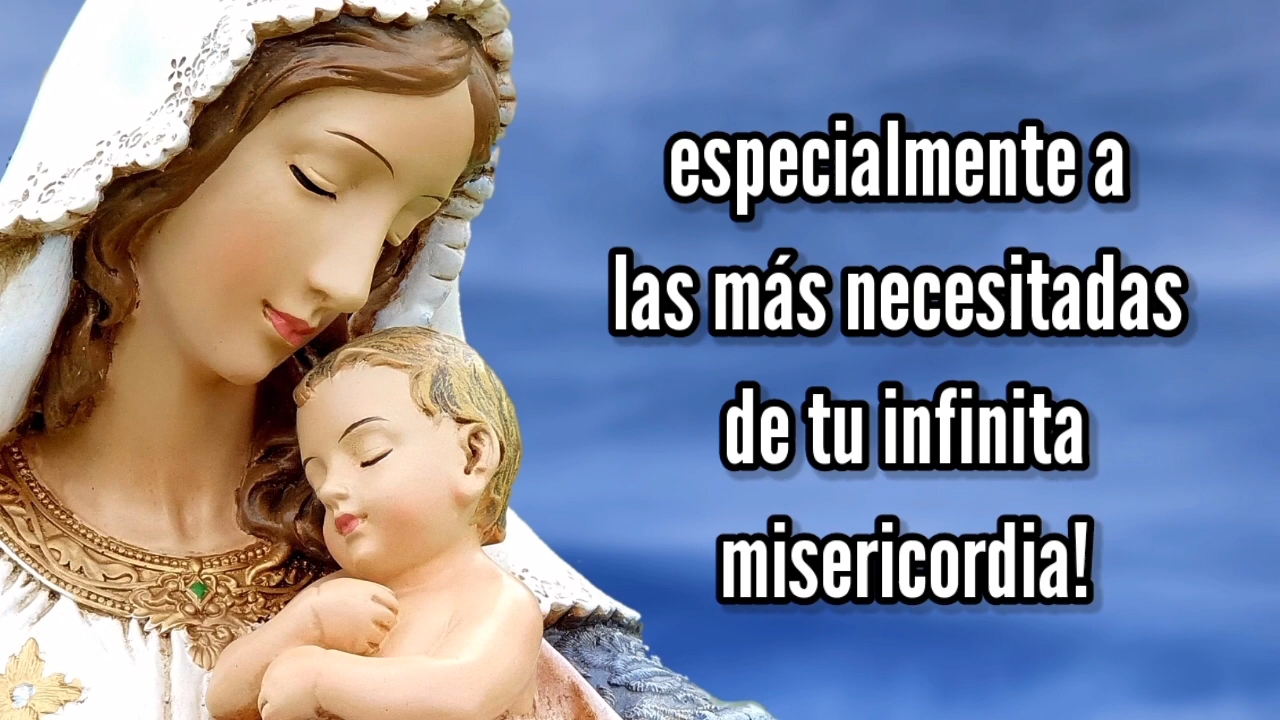 especialmente a
las más necesitadas
de tu infinita
misericordia!